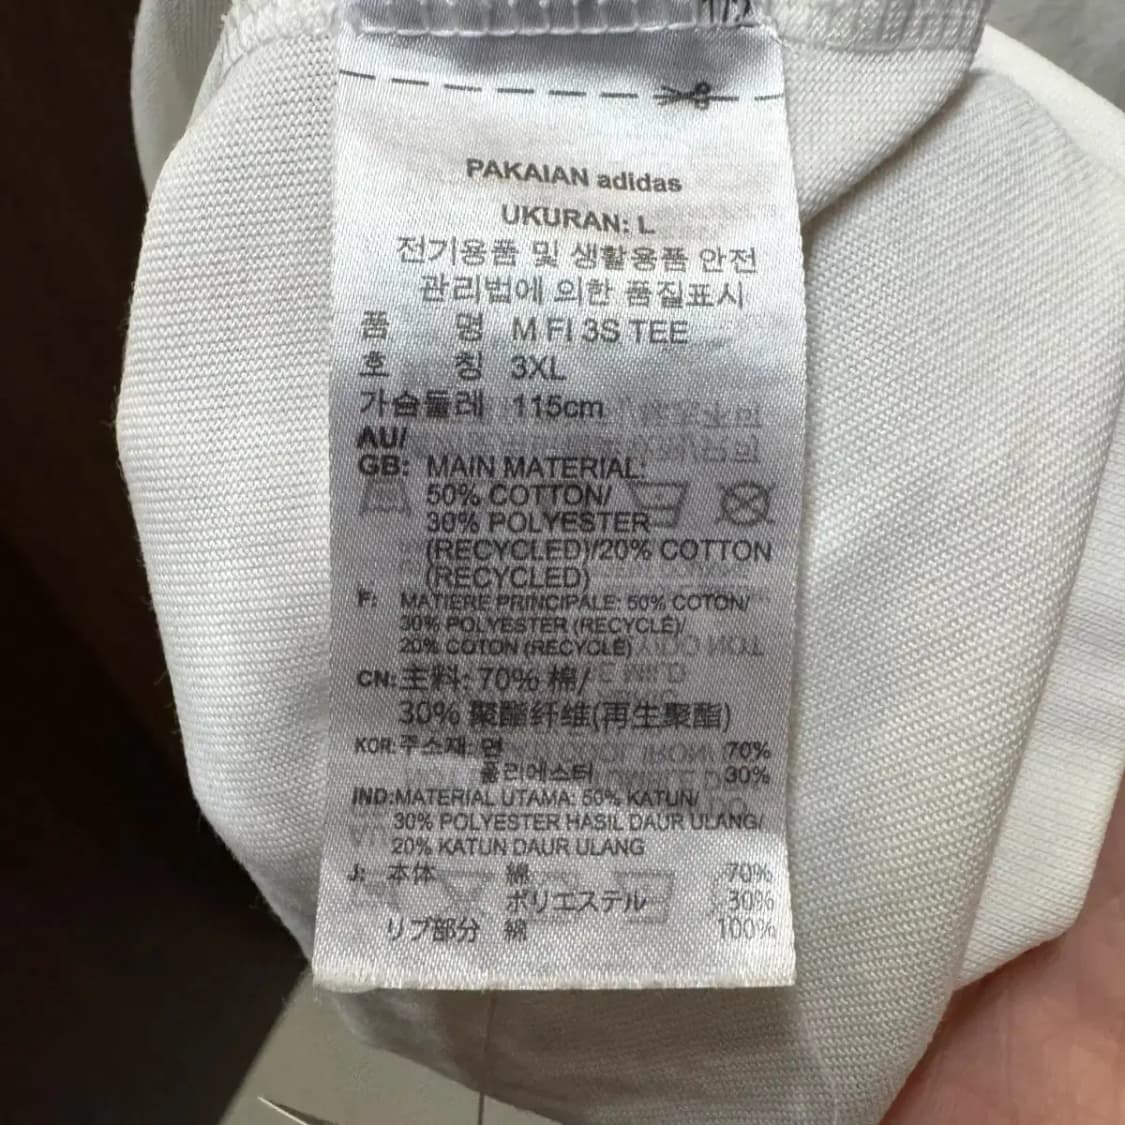 PAKAIAN adidas
UKURAN: L
전기용품 및 생활용품 안전
관리법에 의한 품질표시
품 명 M FI 3S TEE
호 칭 3XL
가슴둘레 115cm
AU/
GB: MAIN MATERIAL:
50% COTTON/
30% POLYESTER
(RECYCLED)/20% COTTON
(RECYCLED)
F: MATIERE PRINCIPALE: 50% COTON/
30% POLYESTER (RECYCLÉ)/
20% COTON (RECYCLÉ)
CN: 主料: 70% 棉/
30% 聚酯纤维(再生聚酯)
KOR: 주소재: 면 70%
폴리에스터 30%
IND: MATERIAL UTAMA: 50% KATUN/
30% POLYESTER HASIL DAUR ULANG/
20% KATUN DAUR ULANG
J: 本体 綿 70%
ポリエステル 30%
リブ部分 綿 100%